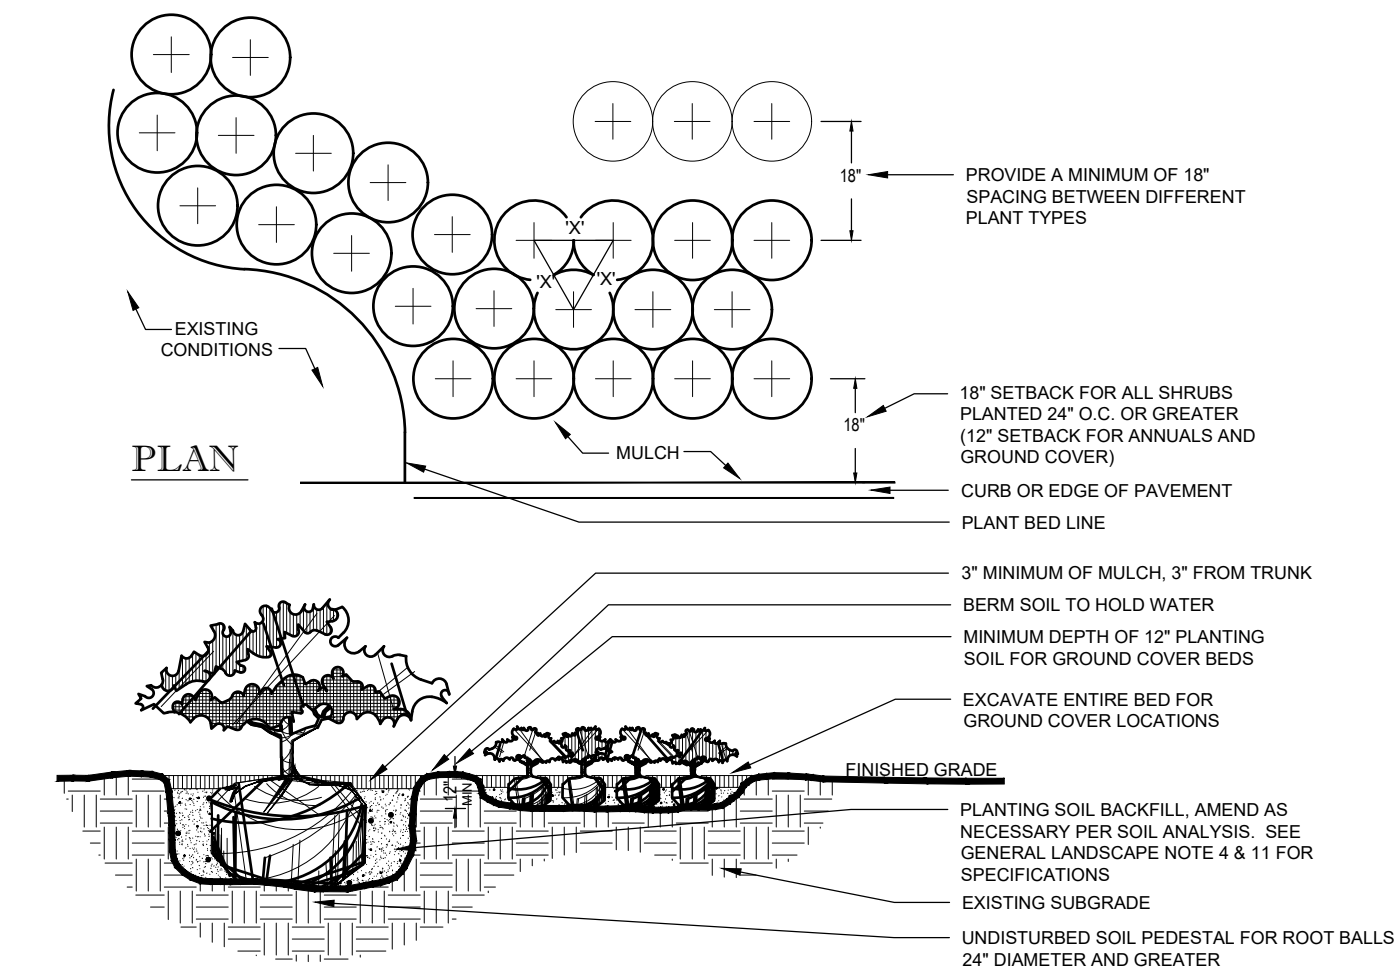 18"
PROVIDE A MINIMUM OF 18"
SPACING BETWEEN DIFFERENT
PLANT TYPES
'X'
'X'
'X'
EXISTING
CONDITIONS
18" SETBACK FOR ALL SHRUBS
PLANTED 24" O.C. OR GREATER
(12" SETBACK FOR ANNUALS AND
GROUND COVER)
18"
MULCH
PLAN
CURB OR EDGE OF PAVEMENT
PLANT BED LINE
3" MINIMUM OF MULCH, 3" FROM TRUNK
BERM SOIL TO HOLD WATER
MINIMUM DEPTH OF 12" PLANTING
SOIL FOR GROUND COVER BEDS
EXCAVATE ENTIRE BED FOR
GROUND COVER LOCATIONS
FINISHED GRADE
12"
MIN
PLANTING SOIL BACKFILL, AMEND AS
NECESSARY PER SOIL ANALYSIS.  SEE
GENERAL LANDSCAPE NOTE 4 & 11 FOR
SPECIFICATIONS
EXISTING SUBGRADE
UNDISTURBED SOIL PEDESTAL FOR ROOT BALLS
24" DIAMETER AND GREATER